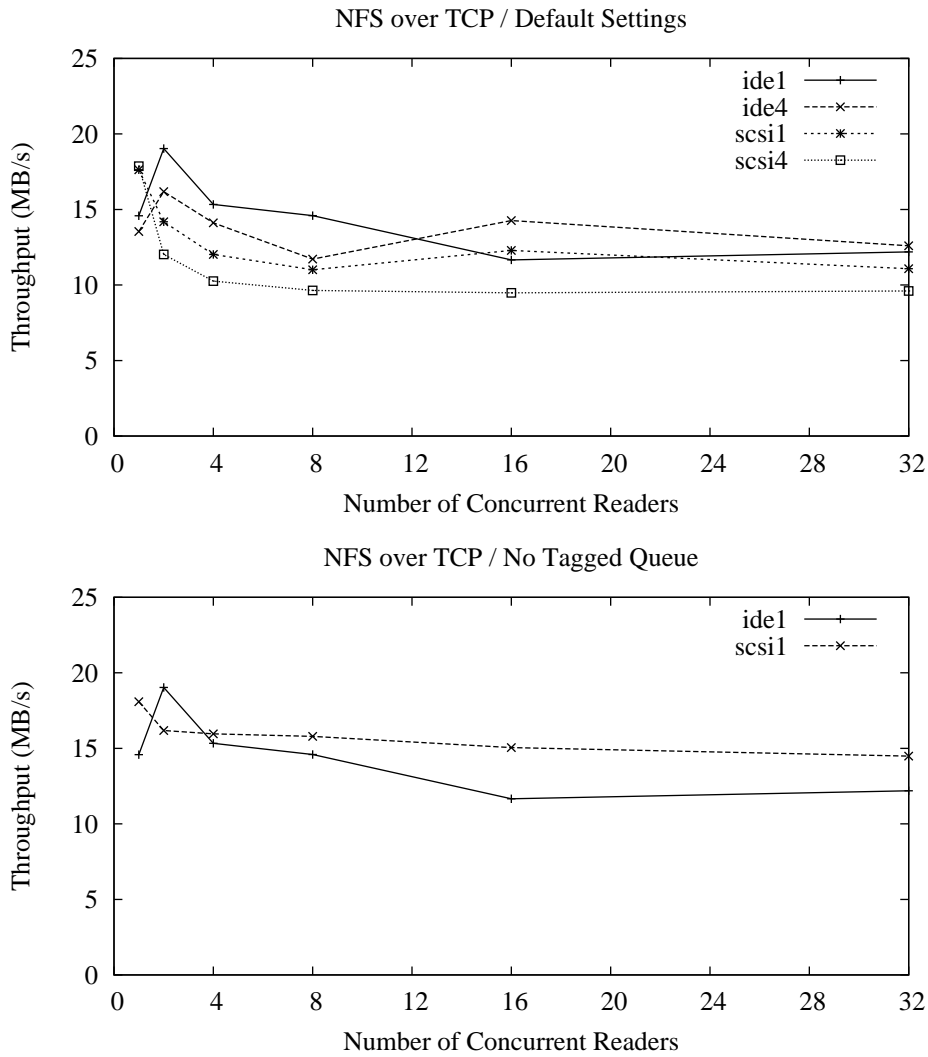 NFS over TCP / Default Settings
25
20
15
10
5
0
Throughput (MB/s)
ide1
ide4
scsi1
scsi4
0 4 8 12 16 20 24 28 32
Number of Concurrent Readers
NFS over TCP / No Tagged Queue
25
20
15
10
5
0
Throughput (MB/s)
ide1
scsi1
0 4 8 12 16 20 24 28 32
Number of Concurrent Readers